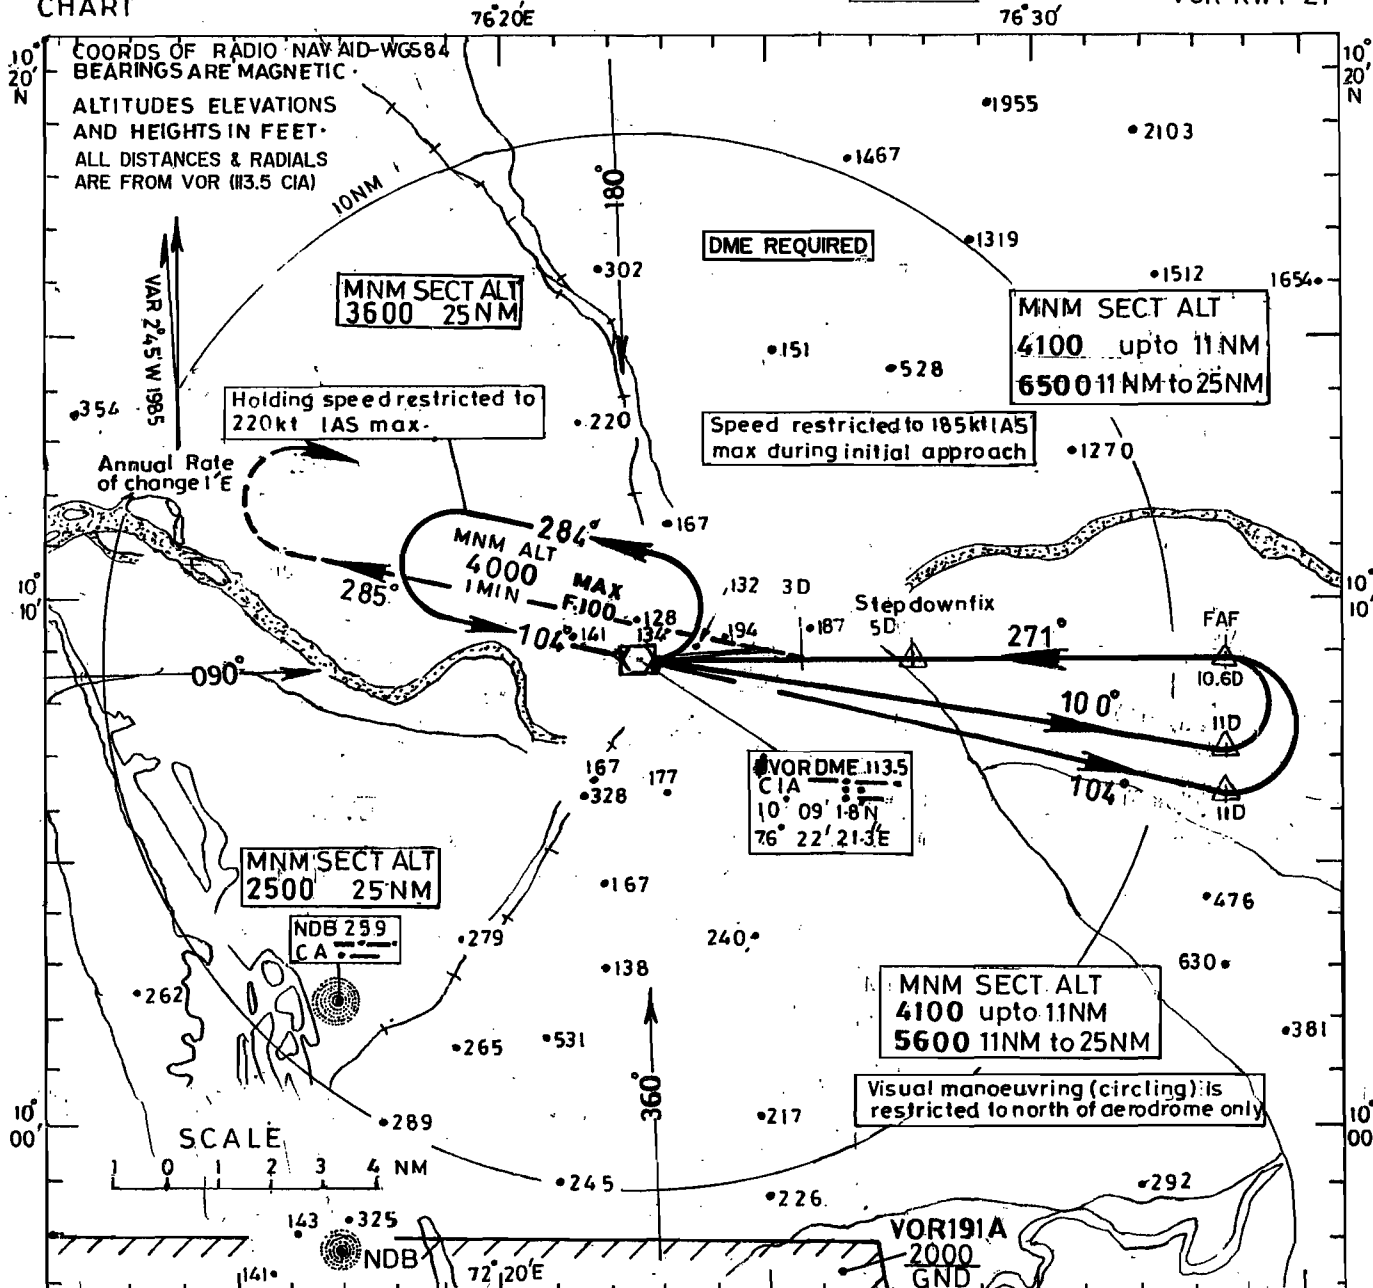 CHART
76°20'E
76°30'
VOR RWY 27
10°
20'
N
COORDS OF RADIO NAV AID-WGS84
BEARINGS ARE MAGNETIC.
ALTITUDES ELEVATIONS
AND HEIGHTS IN FEET.
ALL DISTANCES & RADIALS
ARE FROM VOR (113.5 CIA)
10°
20'
N
10NM
180°
1955
2103
1467
DME REQUIRED
1319
302
1512
1654
MNM SECT ALT
3600 25NM
MNM SECT ALT
4100 upto 11NM
6500 11NM to 25NM
VAR 2°45'W 1985
151
528
354
Holding speed restricted to
220kt IAS max.
220
Speed restricted to 185kt IAS
max during initial approach
1270
Annual Rate
of change 1'E
167
284°
MNM ALT
4000
1MIN
MAX
F.100
285°
104°
141
128
134
132
194
3D
187
5D
Stepdownfix
271°
FAF
10.6D
10°
10'
10°
10'
090°
100°
11D
104°
11D
VORDME 113.5
CIA
10° 09' 1.8N
76° 22' 21.3'E
167
177
328
MNM SECT ALT
2500 25NM
167
476
NDB 259
CA
279
240
138
630
262
MNM SECT ALT
4100 upto 11NM
5600 11NM to 25NM
381
265
531
360°
Visual manoeuvring (circling) is
restricted to north of aerodrome only
217
289
10°
00'
10°
00'
SCALE
1 0 1 2 3 4 NM
245
226
292
143
325
NDB
141
72°20'E
VOR191A
2000
GND